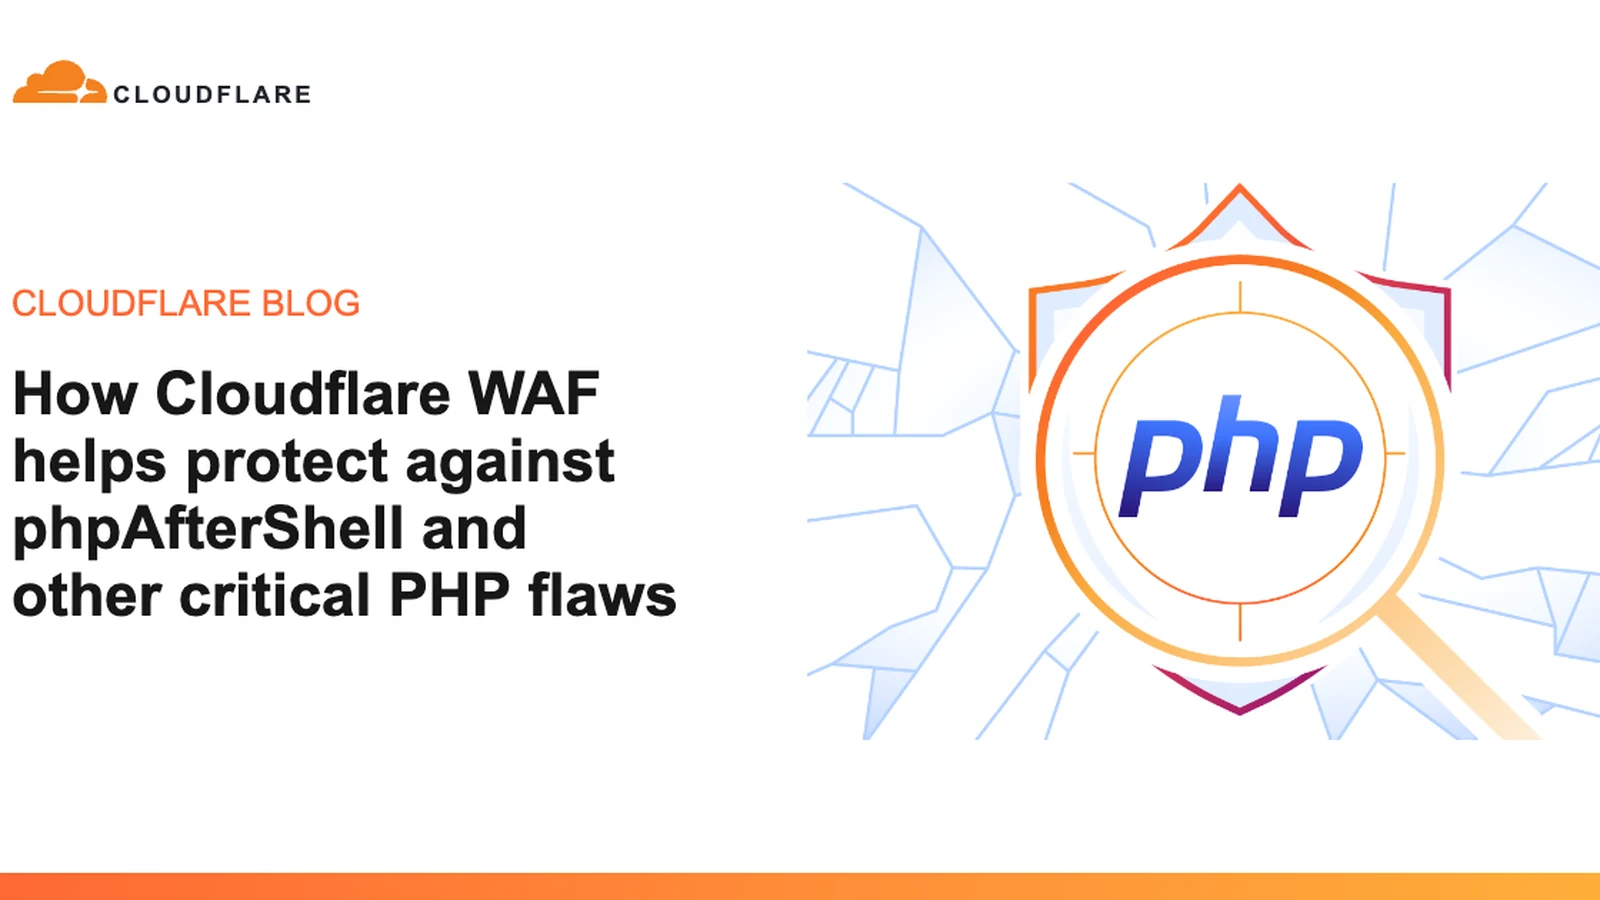 CLOUDFLARE
CLOUDFLARE BLOG
How Cloudflare WAF
helps protect against
phpAfterShell and
other critical PHP flaws
php